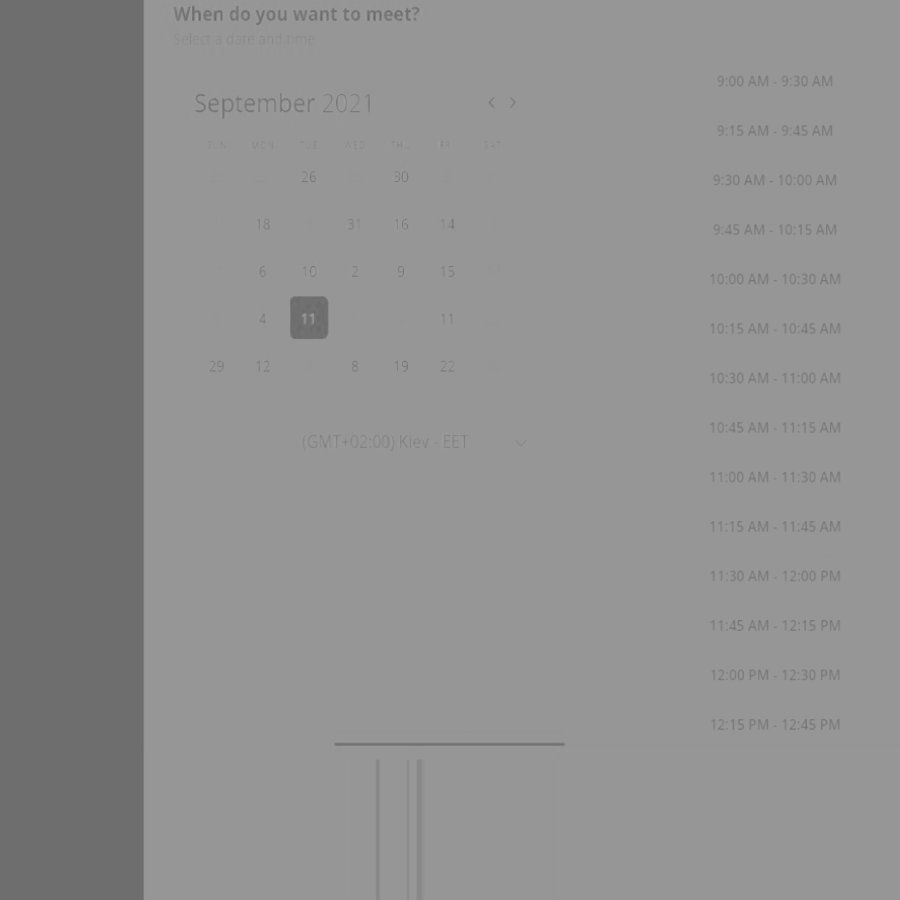 When do you want to meet?
Select a date and time
September 2021
SUN MON TUE WED THU FRI SAT
26 30
18 31 16 14
6 10 2 9 15
4 11 11
29 12 8 19 22
(GMT+02:00) Kiev - EET
9:00 AM - 9:30 AM
9:15 AM - 9:45 AM
9:30 AM - 10:00 AM
9:45 AM - 10:15 AM
10:00 AM - 10:30 AM
10:15 AM - 10:45 AM
10:30 AM - 11:00 AM
10:45 AM - 11:15 AM
11:00 AM - 11:30 AM
11:15 AM - 11:45 AM
11:30 AM - 12:00 PM
11:45 AM - 12:15 PM
12:00 PM - 12:30 PM
12:15 PM - 12:45 PM